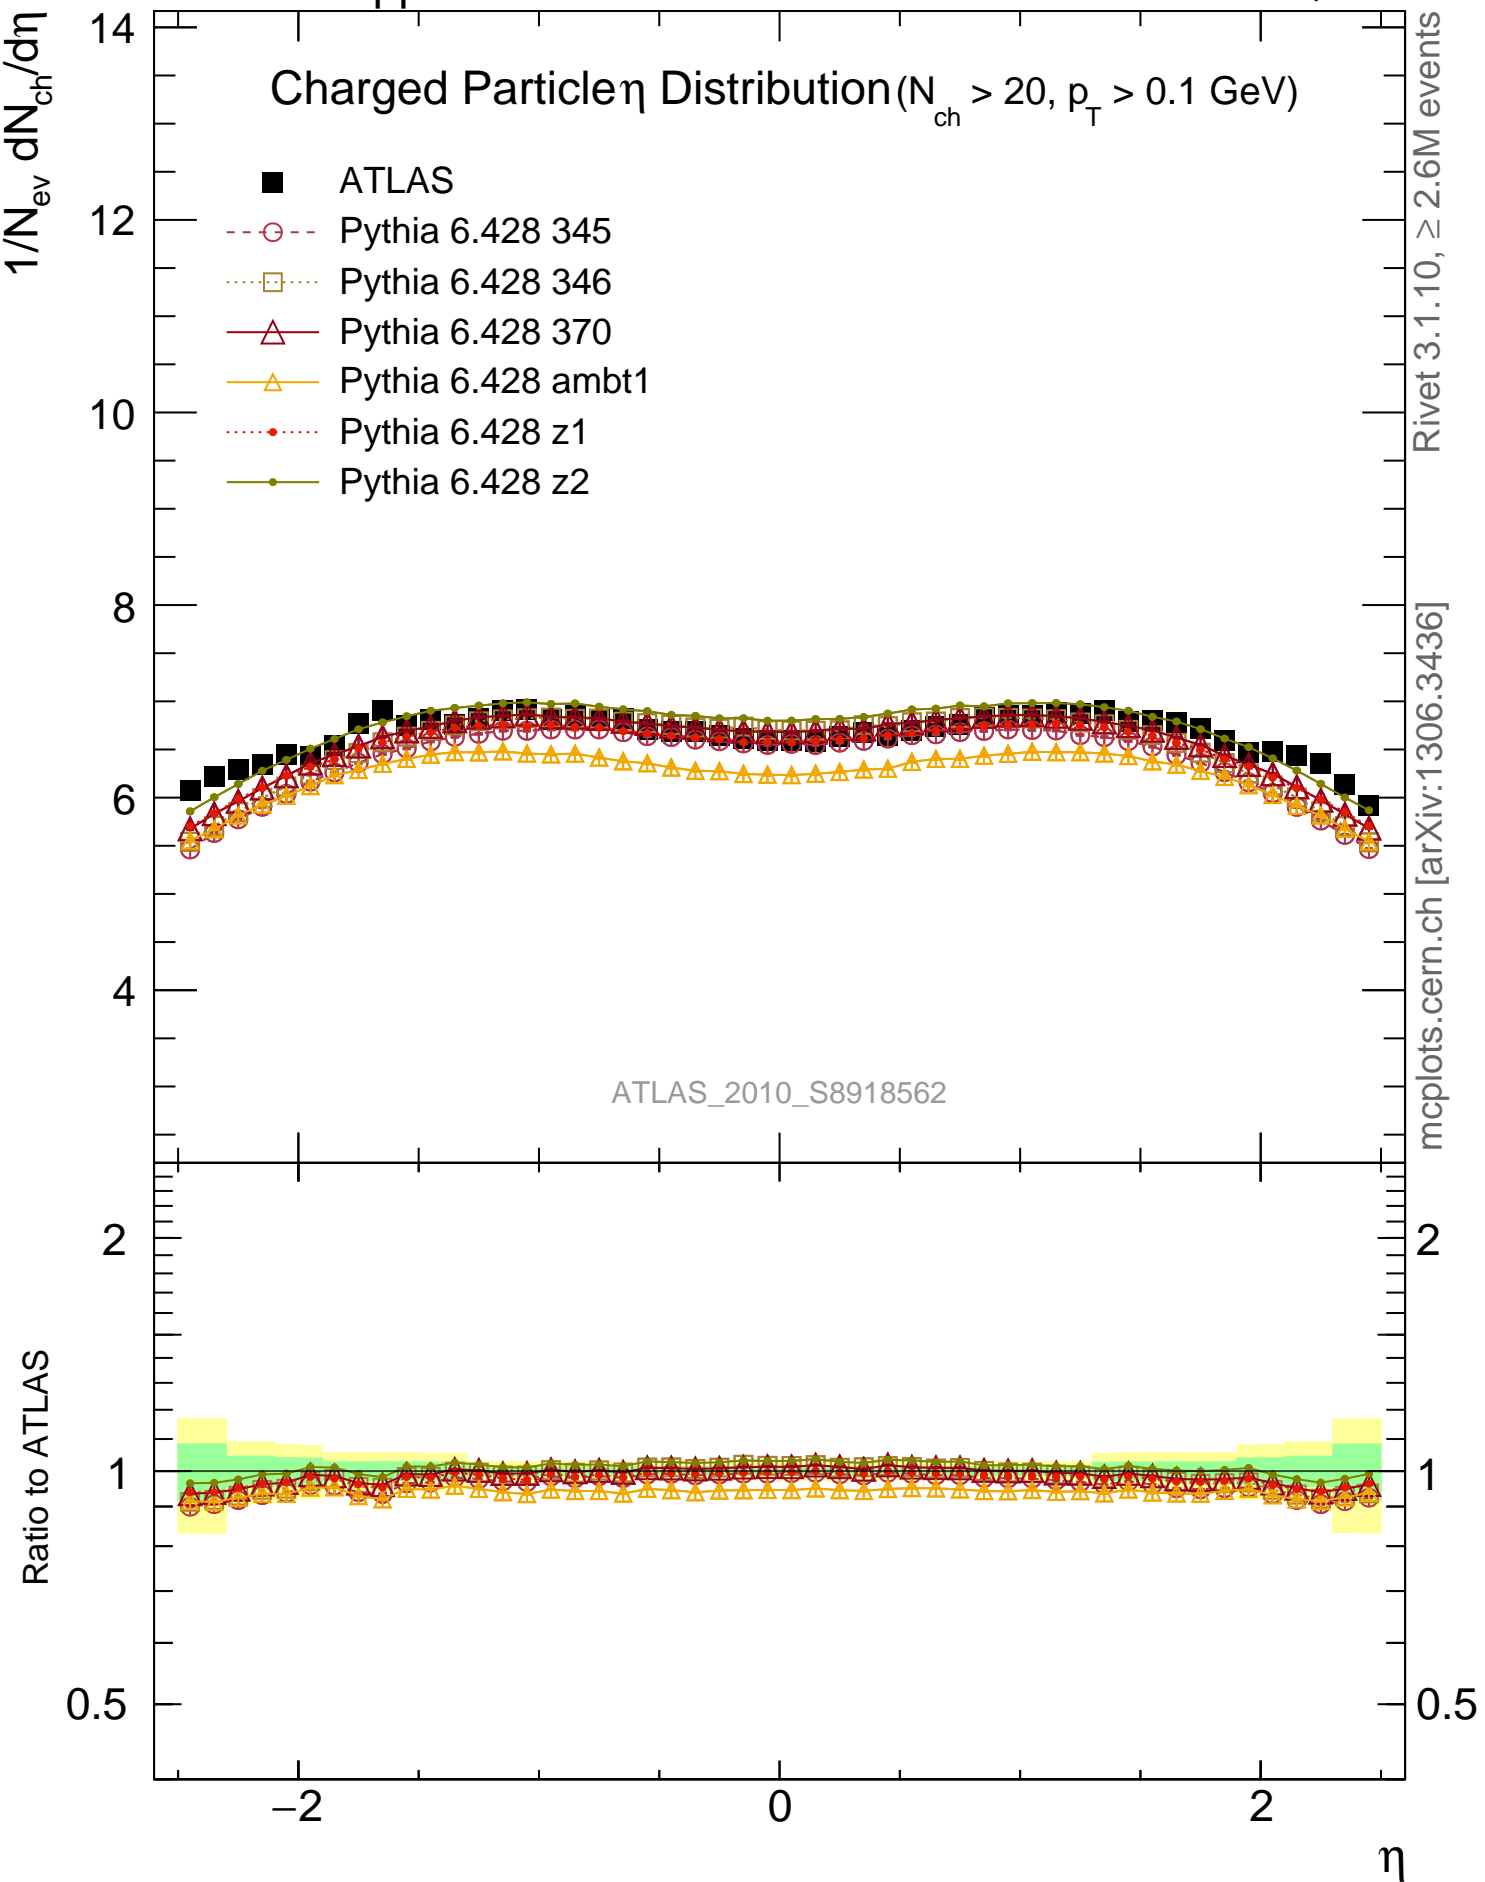 1/N_ev dN_ch/dη
14
12
10
8
6
4
Charged Particle η Distribution (N_ch > 20, p_T > 0.1 GeV)
ATLAS
Pythia 6.428 345
Pythia 6.428 346
Pythia 6.428 370
Pythia 6.428 ambt1
Pythia 6.428 z1
Pythia 6.428 z2
ATLAS_2010_S8918562
Rivet 3.1.10, ≥ 2.6M events
mcplots.cern.ch [arXiv:1306.3436]
Ratio to ATLAS
2
1
0.5
2
1
0.5
−2
0
2
η